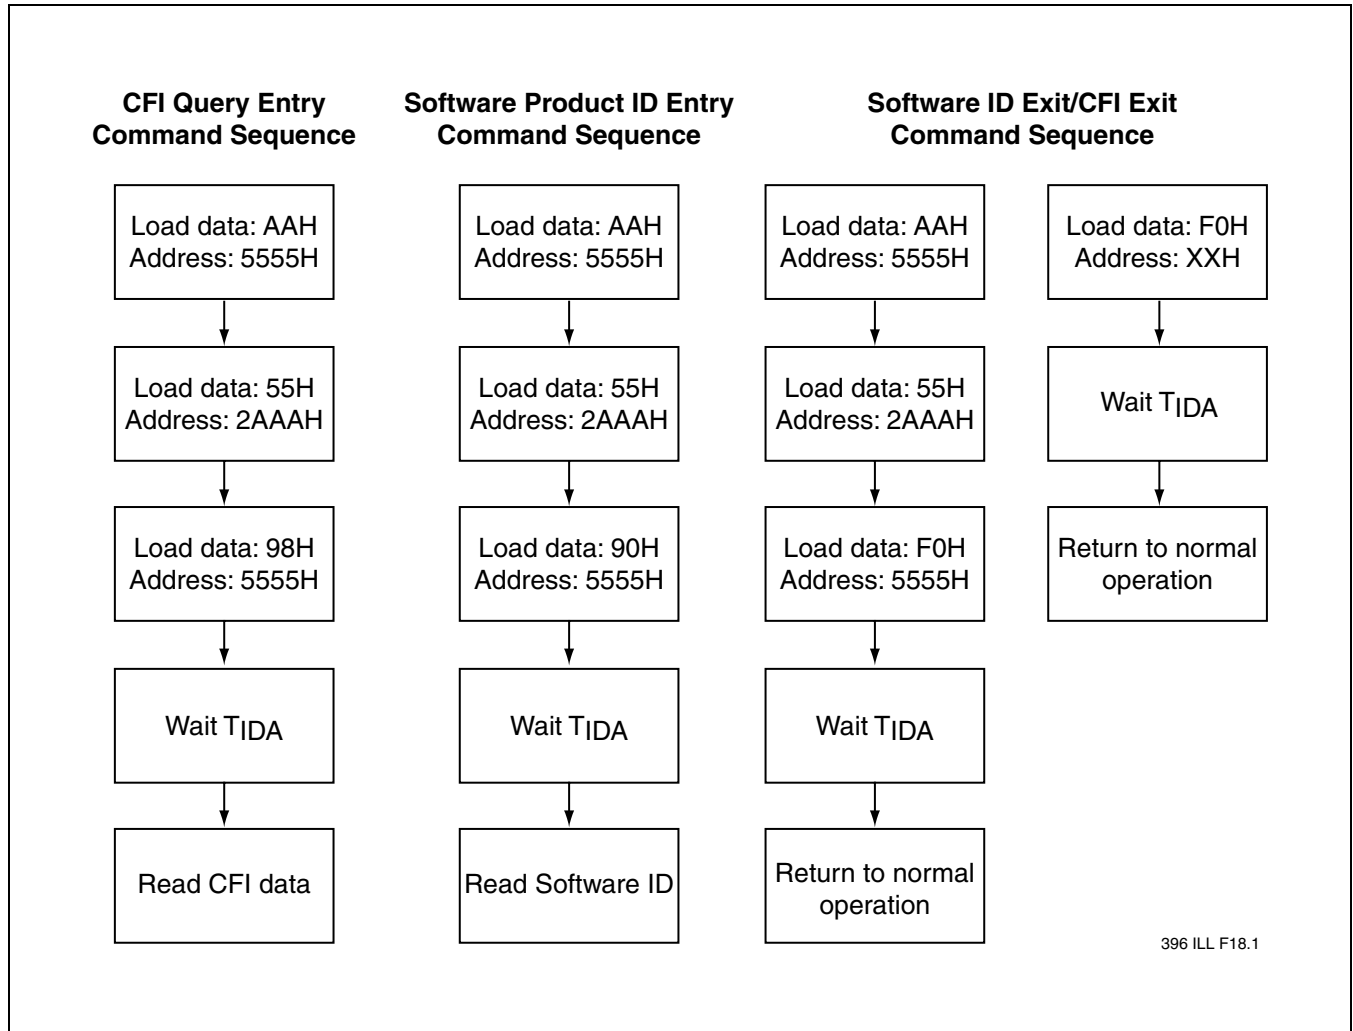 CFI Query Entry
Command Sequence
Load data: AAH
Address: 5555H
Load data: 55H
Address: 2AAAH
Load data: 98H
Address: 5555H
Wait TIDA
Read CFI data
Software Product ID Entry
Command Sequence
Load data: AAH
Address: 5555H
Load data: 55H
Address: 2AAAH
Load data: 90H
Address: 5555H
Wait TIDA
Read Software ID
Software ID Exit/CFI Exit
Command Sequence
Load data: AAH
Address: 5555H
Load data: 55H
Address: 2AAAH
Load data: F0H
Address: 5555H
Wait TIDA
Return to normal
operation
Load data: F0H
Address: XXH
Wait TIDA
Return to normal
operation
396 ILL F18.1